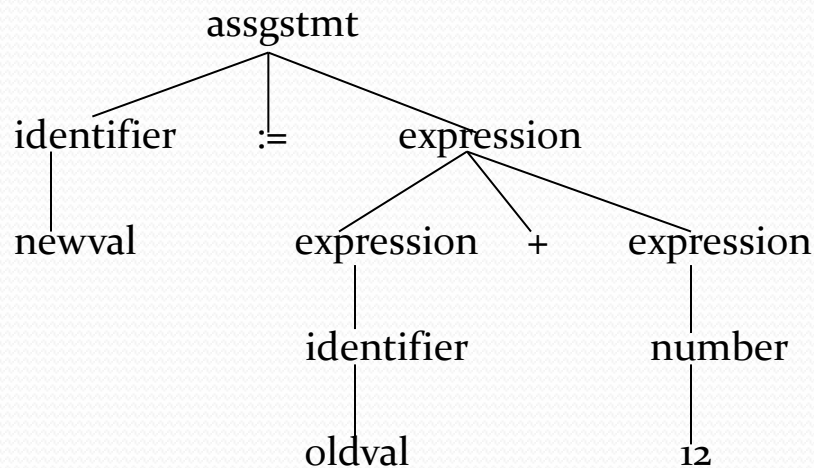 assgstmt
identifier := expression
newval expression + expression
identifier number
oldval 12